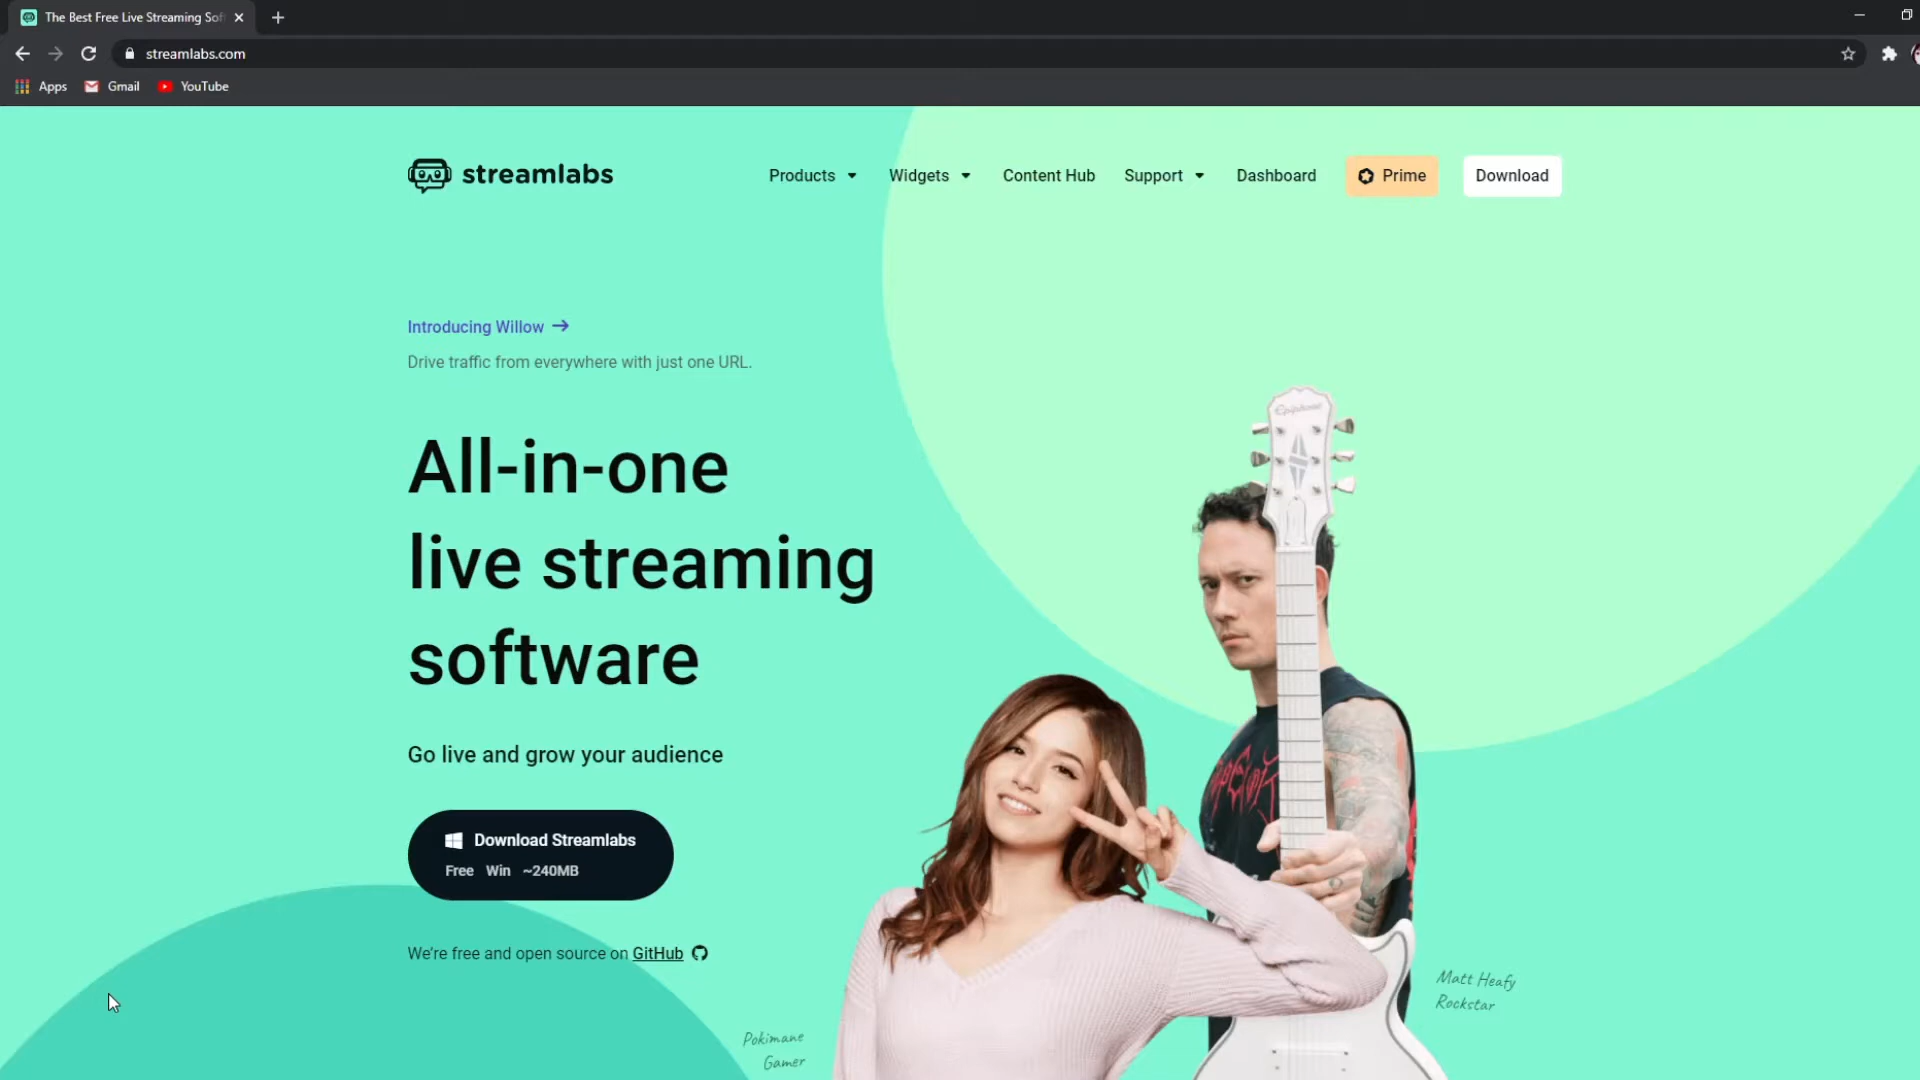 The Best Free Live Streaming Sof
streamlabs.com
Apps Gmail YouTube
streamlabs
Products Widgets Content Hub Support Dashboard Prime Download
Introducing Willow →
Drive traffic from everywhere with just one URL.
All-in-one
live streaming
software
Go live and grow your audience
Download Streamlabs
Free Win ~240MB
We're free and open source on GitHub
Epiphone
Matt Heafy
Rockstar
Pokimane
Gamer